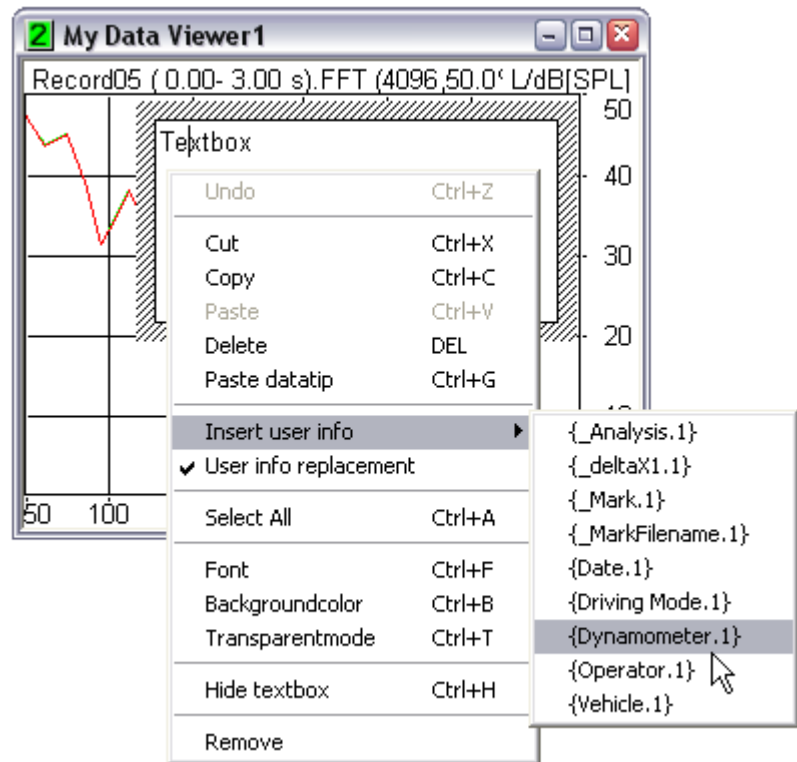 2 My Data Viewer1
Record05 ( 0.00- 3.00 s).FFT (4096,50.0% L/dB[SPL]
50
Textbox
40
30
20
50 100
Undo Ctrl+Z
Cut Ctrl+X
Copy Ctrl+C
Paste Ctrl+V
Delete DEL
Paste datatip Ctrl+G
Insert user info
User info replacement
Select All Ctrl+A
Font Ctrl+F
Backgroundcolor Ctrl+B
Transparentmode Ctrl+T
Hide textbox Ctrl+H
Remove
{_Analysis.1}
{_deltaX1.1}
{_Mark.1}
{_MarkFilename.1}
{Date.1}
{Driving Mode.1}
{Dynamometer.1}
{Operator.1}
{Vehicle.1}